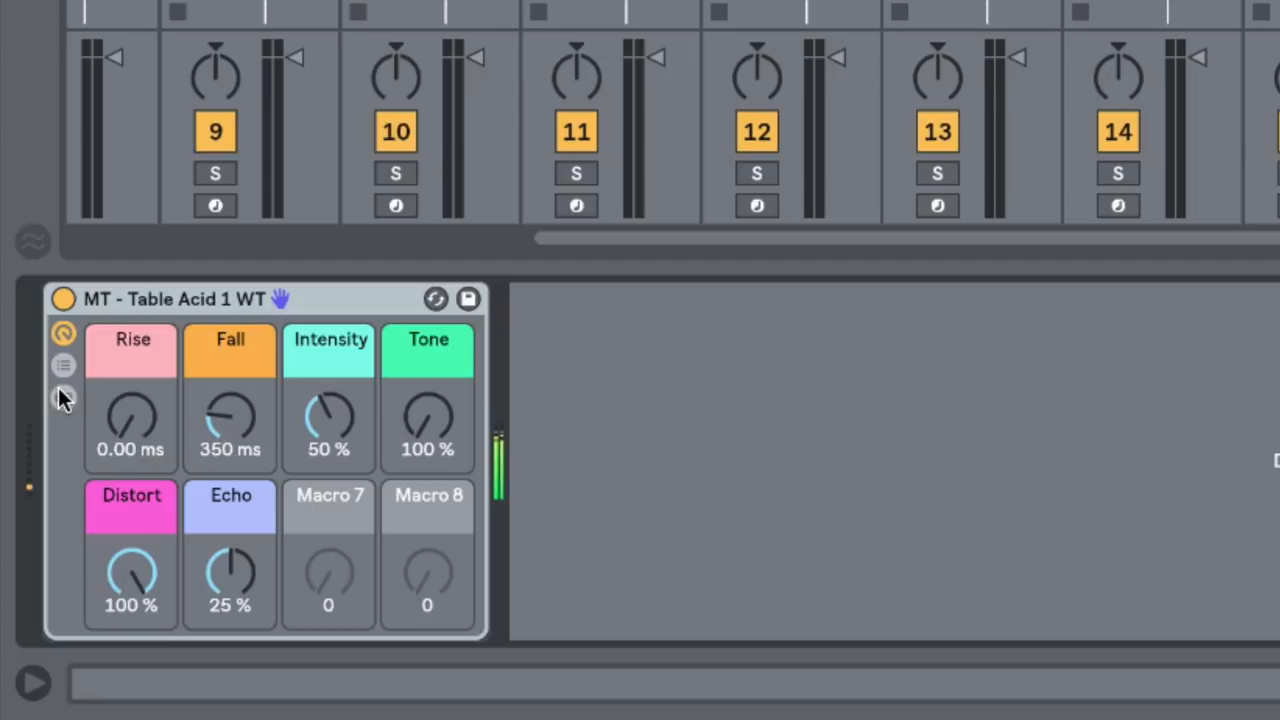 9 10 11 12 13 14
S S S S S S
MT - Table Acid 1 WT
Rise Fall Intensity Tone
0.00 ms 350 ms 50 % 100 %
Distort Echo Macro 7 Macro 8
100 % 25 % 0 0